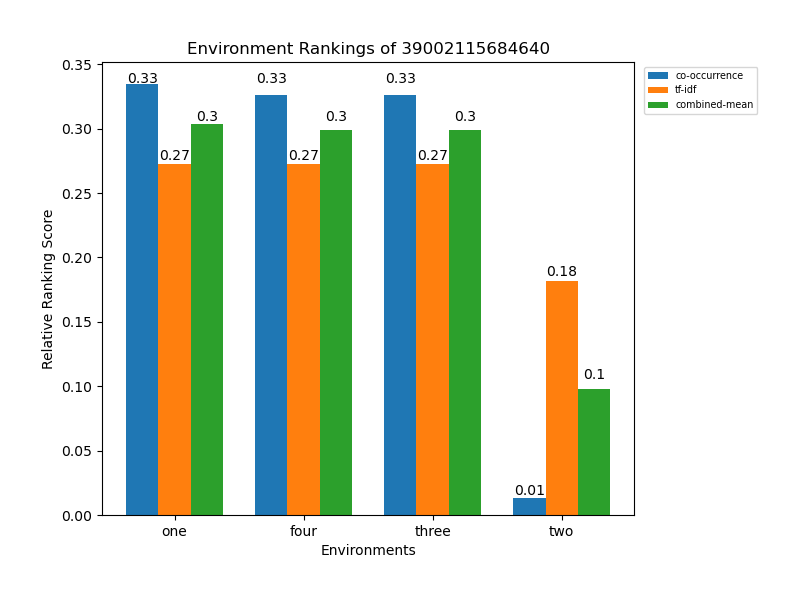 Environment Rankings of 39002115684640
co-occurrence
tf-idf
combined-mean
Relative Ranking Score
0.35
0.30
0.25
0.20
0.15
0.10
0.05
0.00
0.33
0.27
0.3
0.33
0.27
0.3
0.33
0.27
0.3
0.01
0.18
0.1
one four three two
Environments